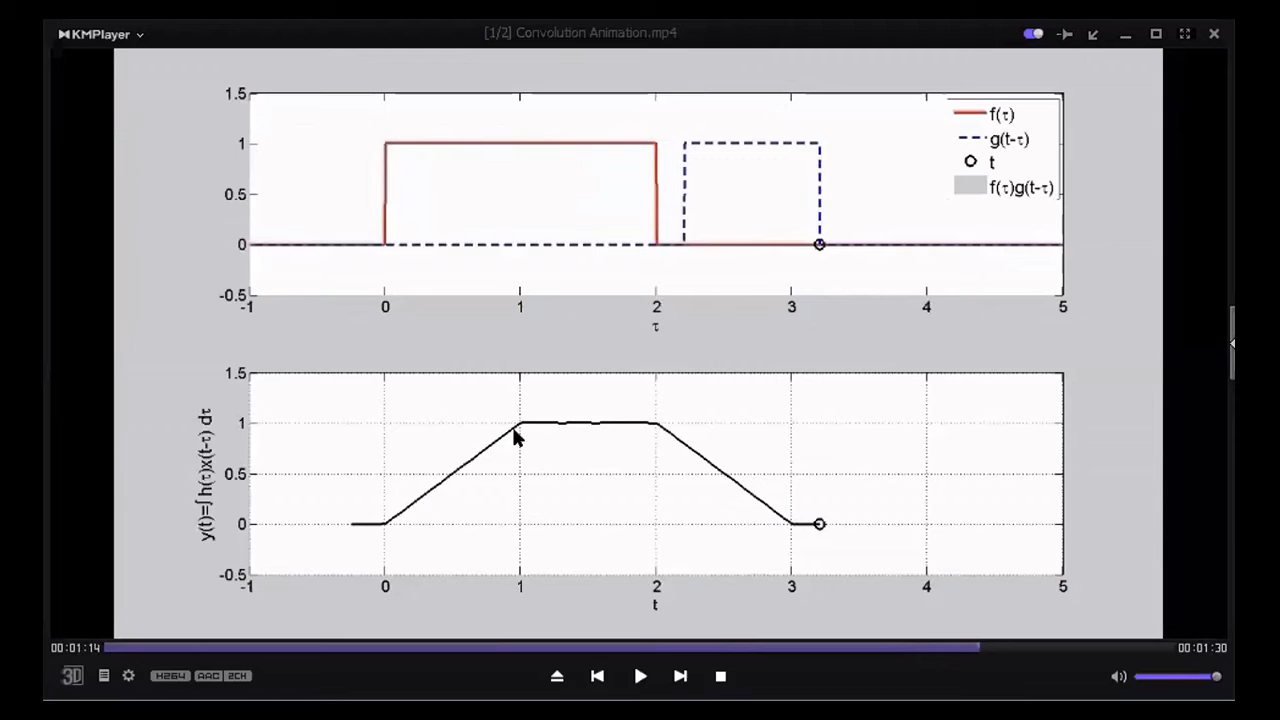 KMPlayer
[1/2] Convolution Animation.mp4
1.5
1
0.5
0
-0.5
-1 0 1 2 3 4 5
τ
f(τ)
g(t-τ)
t
f(τ)g(t-τ)
y(t)=∫ h(τ)x(t-τ) dτ
1.5
1
0.5
0
-0.5
-1 0 1 2 3 4 5
t
00:01:14
00:01:30
3D
H264 AAC 2CH